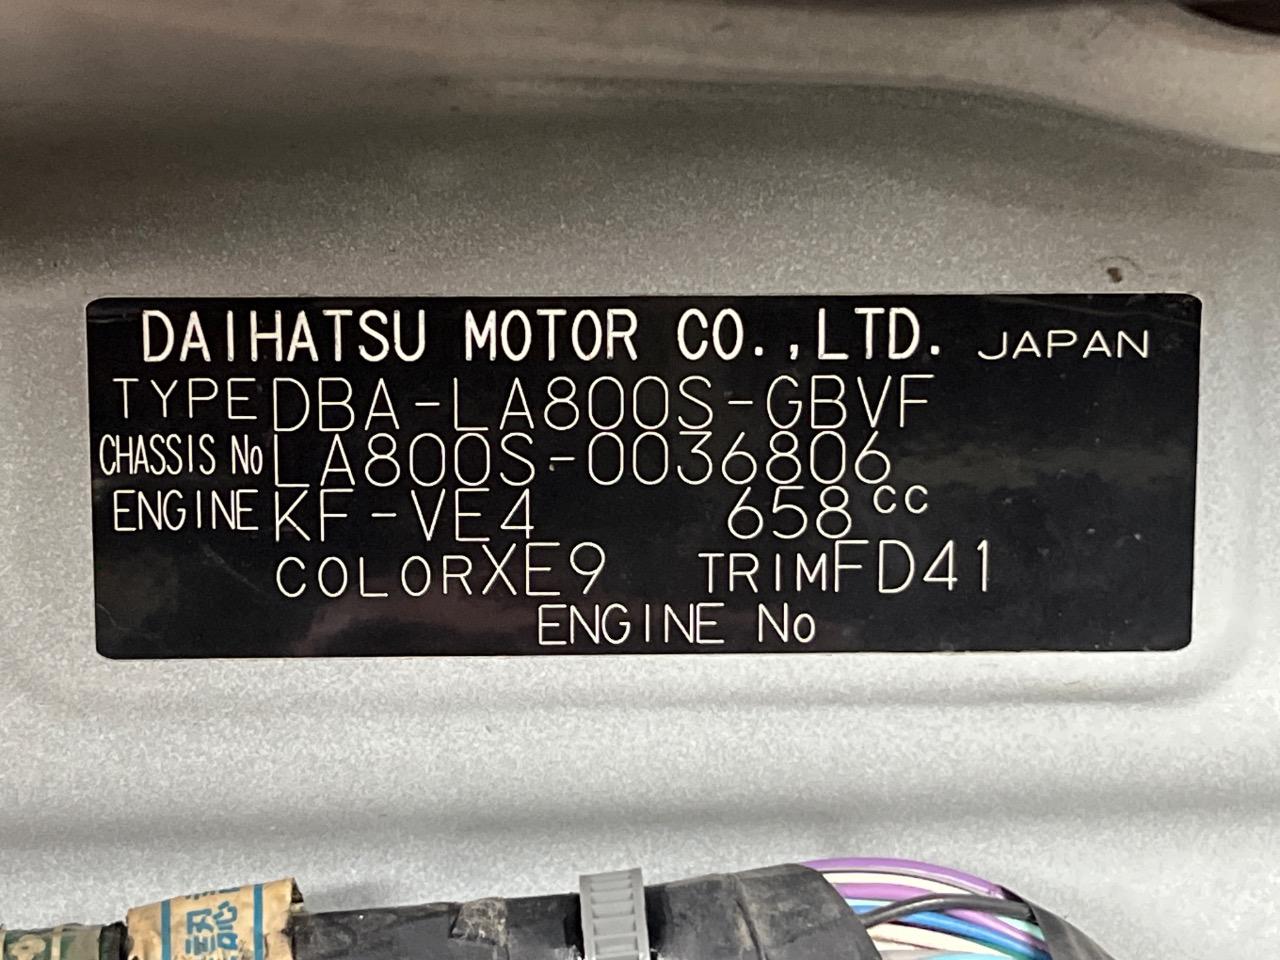 DAIHATSU MOTOR CO.,LTD. JAPAN
TYPE DBA-LA800S-GBVF
CHASSIS No LA800S-0036806
ENGINE KF-VE4 658cc
COLOR XE9 TRIM FD41
ENGINE No